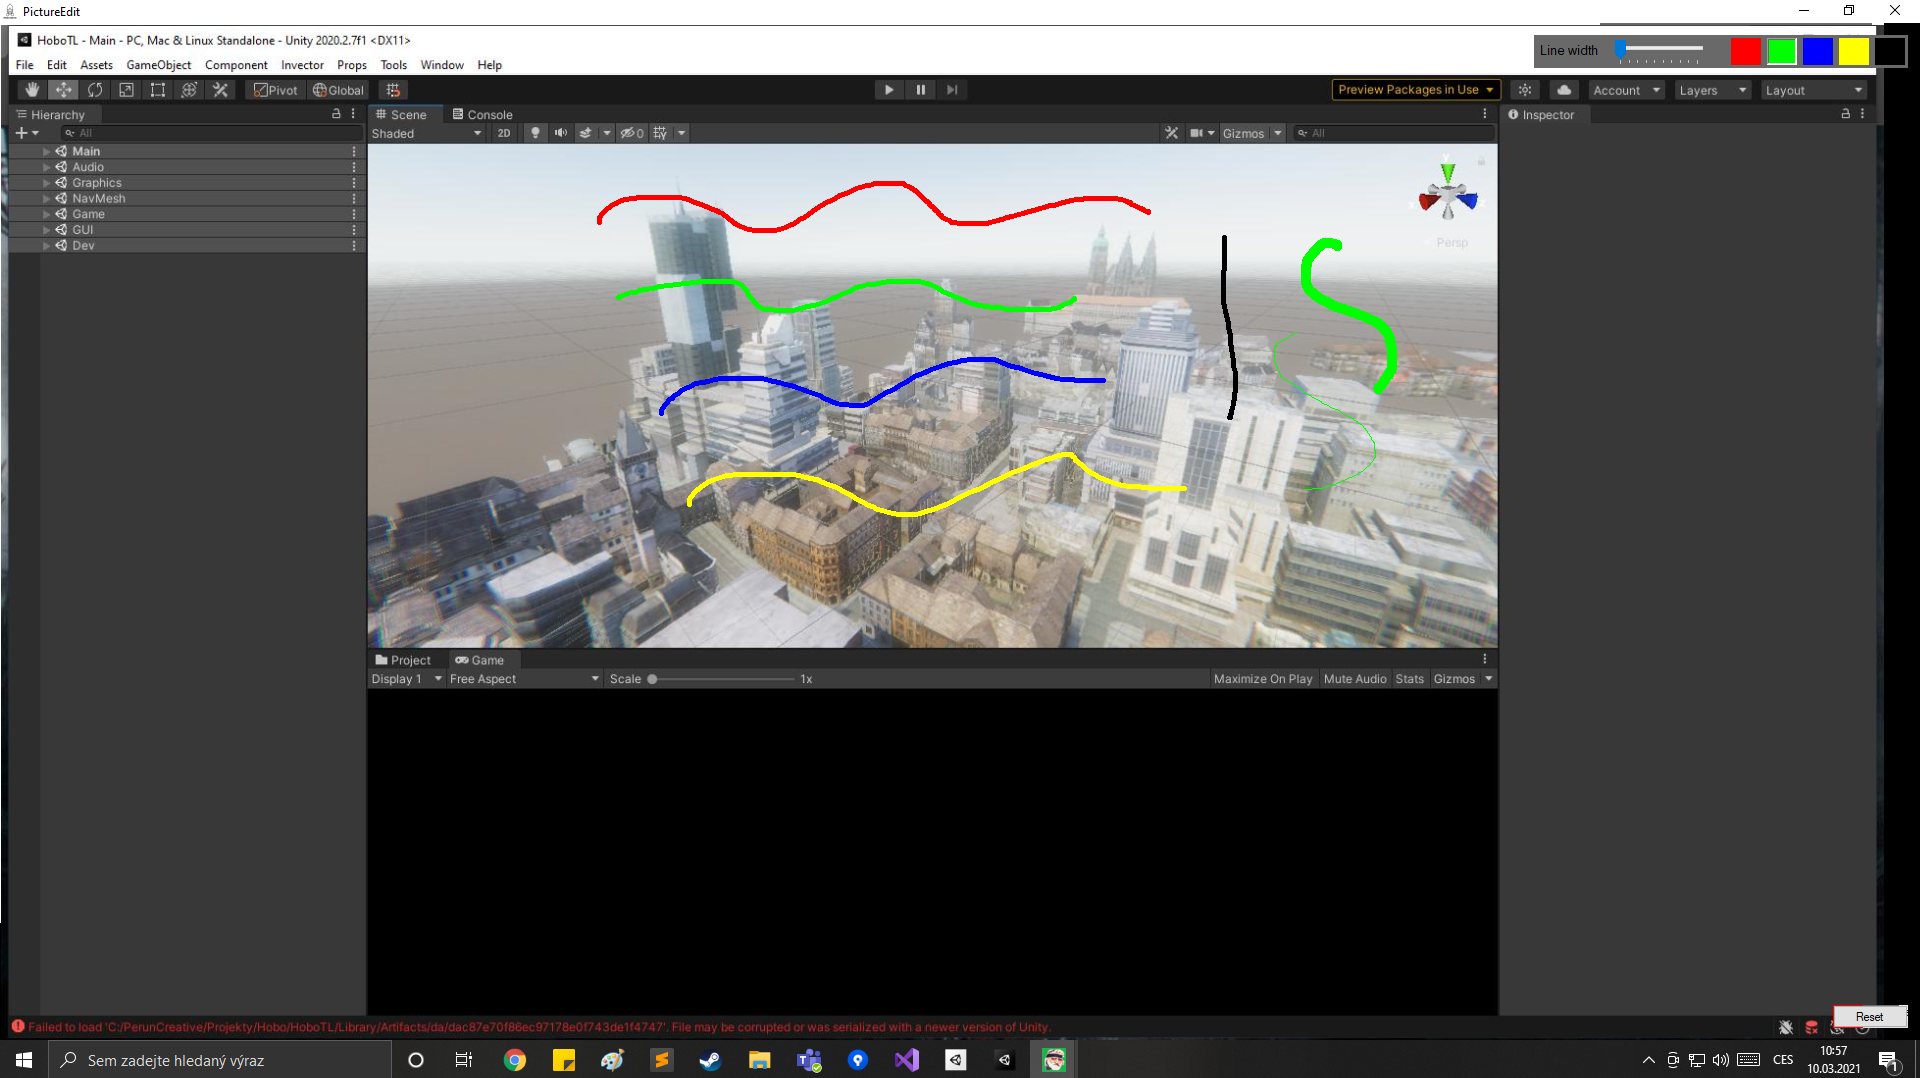 PictureEdit
HoboTL - Main - PC, Mac & Linux Standalone - Unity 2020.2.7f1 <DX11>
Line width
File Edit Assets GameObject Component Invector Props Tools Window Help
Pivot Global
Preview Packages in Use
Account Layers Layout
Hierarchy
Scene Console
Inspector
All
Shaded 2D 0 Gizmos All
Main
Audio
Graphics
NavMesh
Game
GUI
Dev
y
Persp
Project Game
Display 1 Free Aspect Scale 1x Maximize On Play Mute Audio Stats Gizmos
Reset
Failed to load 'C:/PerunCreative/Projekty/Hobo/HoboTL/Library/Artifacts/da/dac87e70f86ec97178e0f743de1f4747'. File may be corrupted or was serialized with a newer version of Unity.
Sem zadejte hledaný výraz
CES
10:57
10.03.2021
1